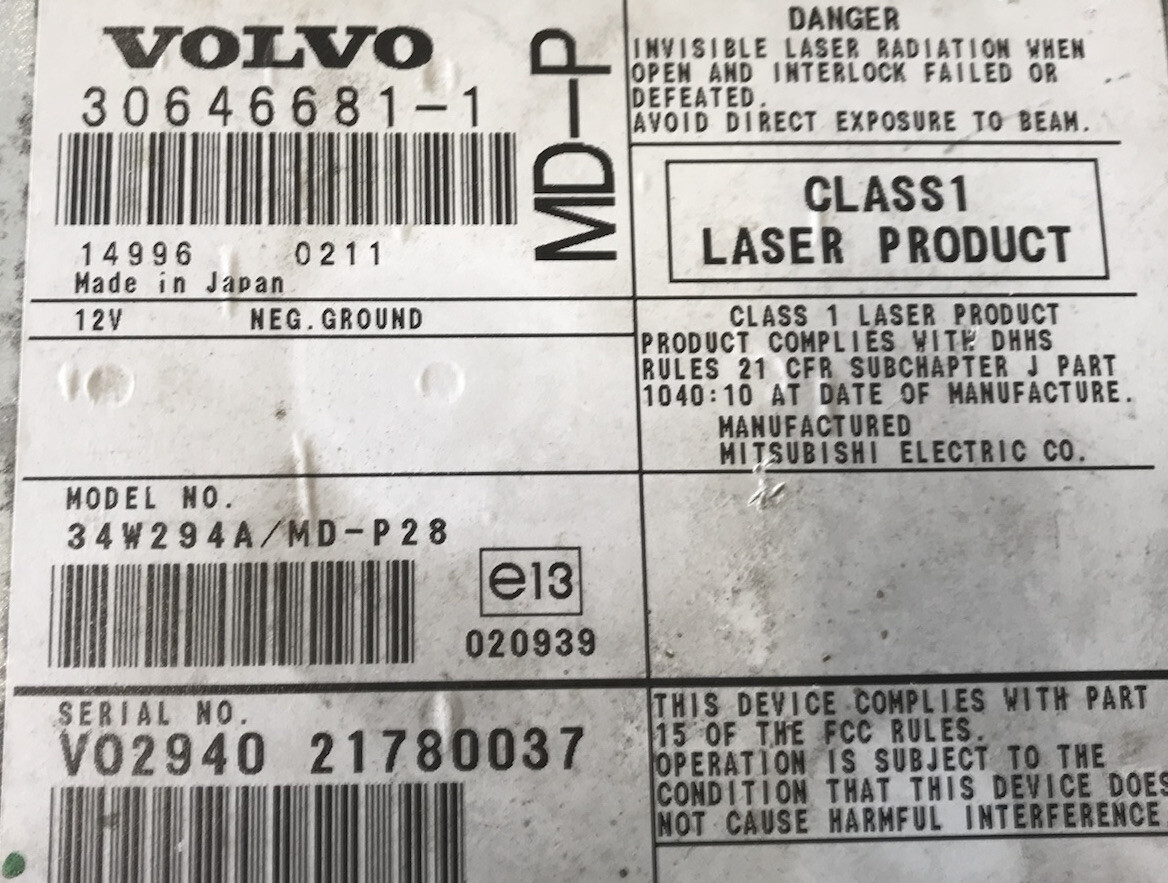 VOLVO
30646681-1
14996 0211
Made in Japan
MD-P
12V NEG.GROUND
MODEL NO.
34W294A/MD-P28
e13
020939
SERIAL NO.
VO2940 21780037
DANGER
INVISIBLE LASER RADIATION WHEN
OPEN AND INTERLOCK FAILED OR
DEFEATED.
AVOID DIRECT EXPOSURE TO BEAM.
CLASS1
LASER PRODUCT
CLASS 1 LASER PRODUCT
PRODUCT COMPLIES WITH DHHS
RULES 21 CFR SUBCHAPTER J PART
1040:10 AT DATE OF MANUFACTURE.
MANUFACTURED
MITSUBISHI ELECTRIC CO.
THIS DEVICE COMPLIES WITH PART
15 OF THE FCC RULES.
OPERATION IS SUBJECT TO THE
CONDITION THAT THIS DEVICE DOES
NOT CAUSE HARMFUL INTERFERENCE.